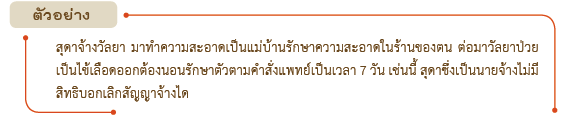 ตัวอย่าง
สุดาจ้างวัลยา มาทำความสะอาดเป็นแม่บ้านรักษาความสะอาดในร้านของตน ต่อมาวัลยาป่วย
เป็นไข้เลือดออกต้องนอนรักษาตัวตามคำสั่งแพทย์เป็นเวลา 7 วัน เช่นนี้ สุดาซึ่งเป็นนายจ้างไม่มี
สิทธิบอกเลิกสัญญาจ้างได